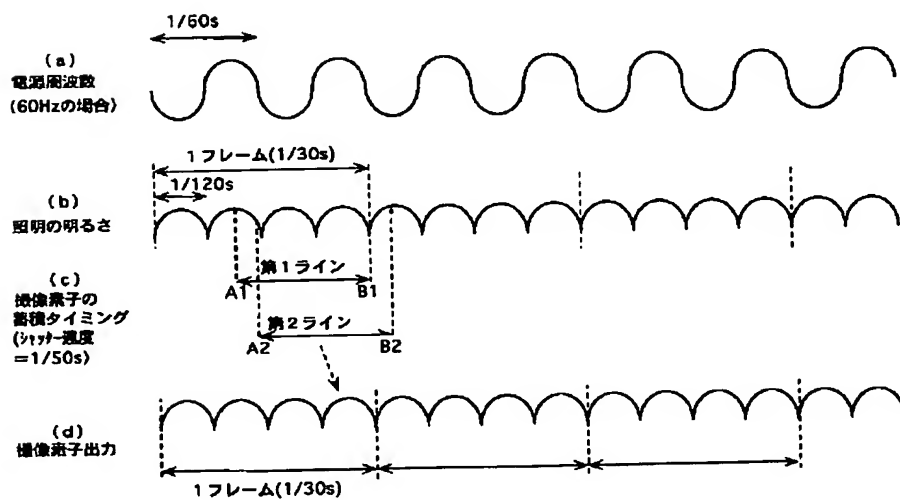 1/60s
(a)
電源周波数
(60Hzの場合)
1フレーム(1/30s)
1/120s
(b)
照明の明るさ
(c)
撮像素子の
蓄積タイミング
(シャッター速度
=1/50s)
第1ライン
A1
B1
第2ライン
A2
B2
(d)
撮像素子出力
1フレーム(1/30s)